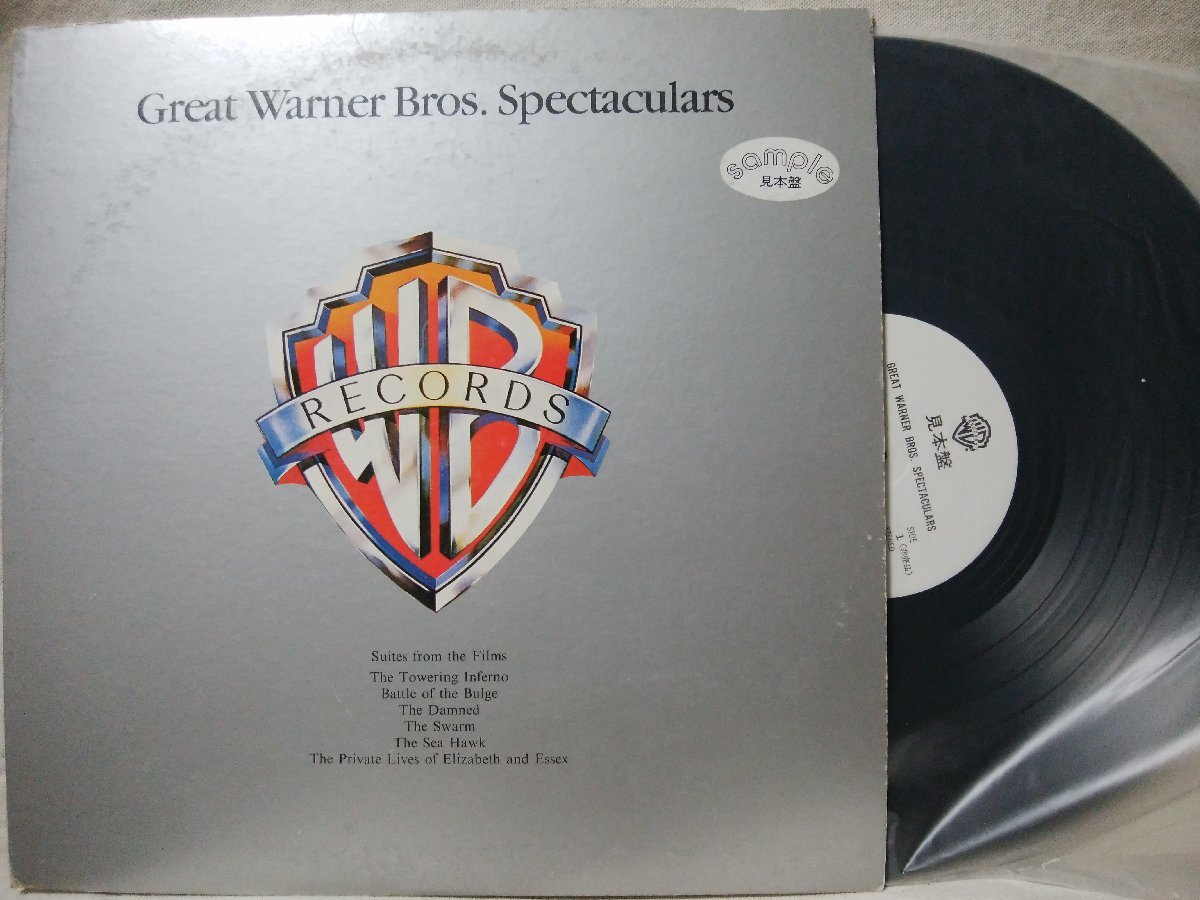 Great Warner Bros. Spectaculars
sample
見本盤
WB
RECORDS
Suites from the Films
The Towering Inferno
Battle of the Bulge
The Damned
The Swarm
The Sea Hawk
The Private Lives of Elizabeth and Essex
WB
見本盤
GREAT WARNER BROS. SPECTACULARS
SIDE
1